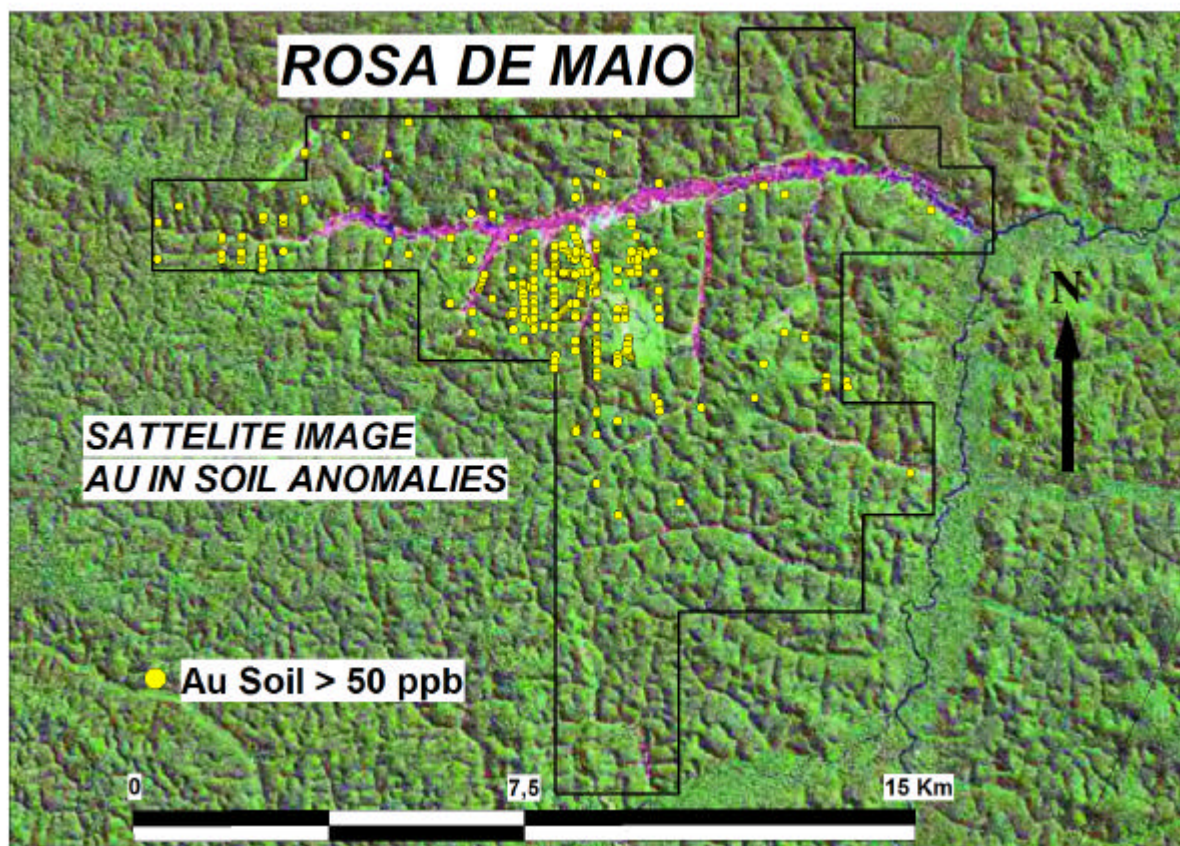 ROSA DE MAIO
N
SATTELITE IMAGE
AU IN SOIL ANOMALIES
Au Soil > 50 ppb
0 7,5 15 Km